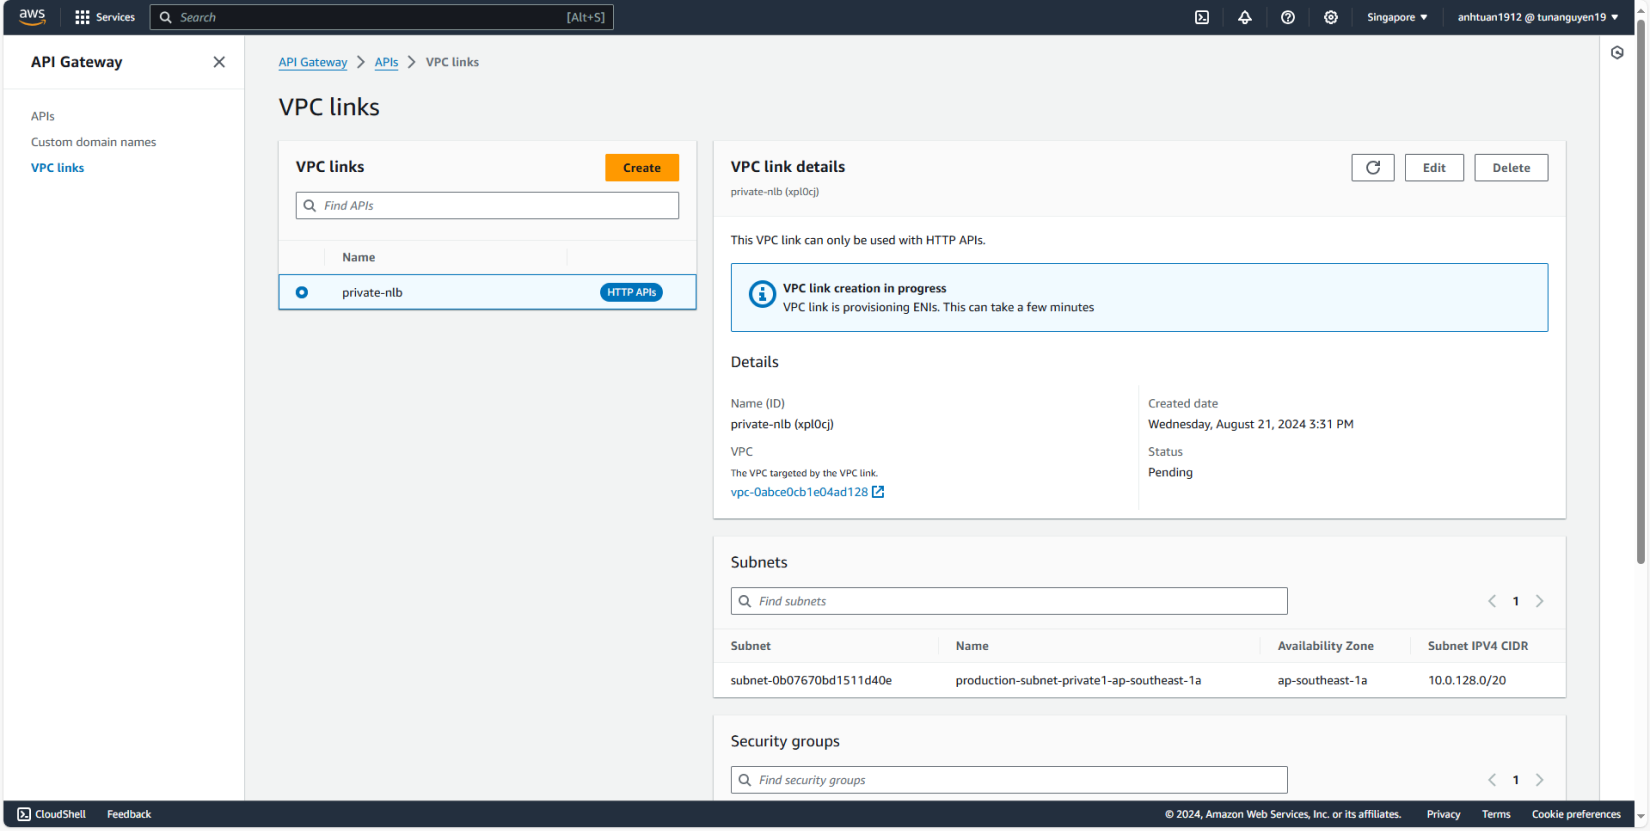 aws
Services
Search
[Alt+S]
Singapore ▼
anhtuan1912 @ tunanguyen19 ▼
API Gateway
APIs
Custom domain names
VPC links
API Gateway > APIs > VPC links
VPC links
VPC links
Create
Find APIs
Name
private-nlb
HTTP APIs
VPC link details
private-nlb (xpl0cj)
Edit
Delete
This VPC link can only be used with HTTP APIs.
VPC link creation in progress
VPC link is provisioning ENIs. This can take a few minutes
Details
Name (ID)
private-nlb (xpl0cj)
VPC
The VPC targeted by the VPC link.
vpc-0abce0cb1e04ad128
Created date
Wednesday, August 21, 2024 3:31 PM
Status
Pending
Subnets
Find subnets
1
Subnet Name Availability Zone Subnet IPV4 CIDR
subnet-0b07670bd1511d40e production-subnet-private1-ap-southeast-1a ap-southeast-1a 10.0.128.0/20
Security groups
Find security groups
1
CloudShell Feedback
© 2024, Amazon Web Services, Inc. or its affiliates. Privacy Terms Cookie preferences